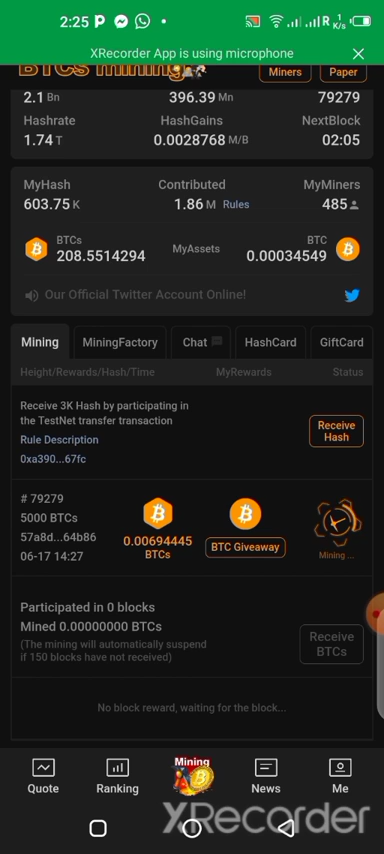 2:25
R 1 K/s
XRecorder App is using microphone
BTCs mining
Miners
Paper
2.1 Bn
396.39 Mn
79279
Hashrate
HashGains
NextBlock
1.74 T
0.0028768 M/B
02:05
MyHash
Contributed
MyMiners
603.75 K
1.86 M Rules
485
BTCs
208.5514294
MyAssets
BTC
0.00034549
Our Official Twitter Account Online!
Mining
MiningFactory
Chat
HashCard
GiftCard
Height/Rewards/Hash/Time
MyRewards
Status
Receive 3K Hash by participating in
the TestNet transfer transaction
Rule Description
0xa390...67fc
Receive
Hash
# 79279
5000 BTCs
57a8d...64b86
06-17 14:27
0.00694445
BTCs
BTC Giveaway
Mining ...
Participated in 0 blocks
Mined 0.00000000 BTCs
(The mining will automatically suspend
if 150 blocks have not received)
Receive
BTCs
No block reward, waiting for the block...
Mining
Quote
Ranking
News
Me
XRecorder